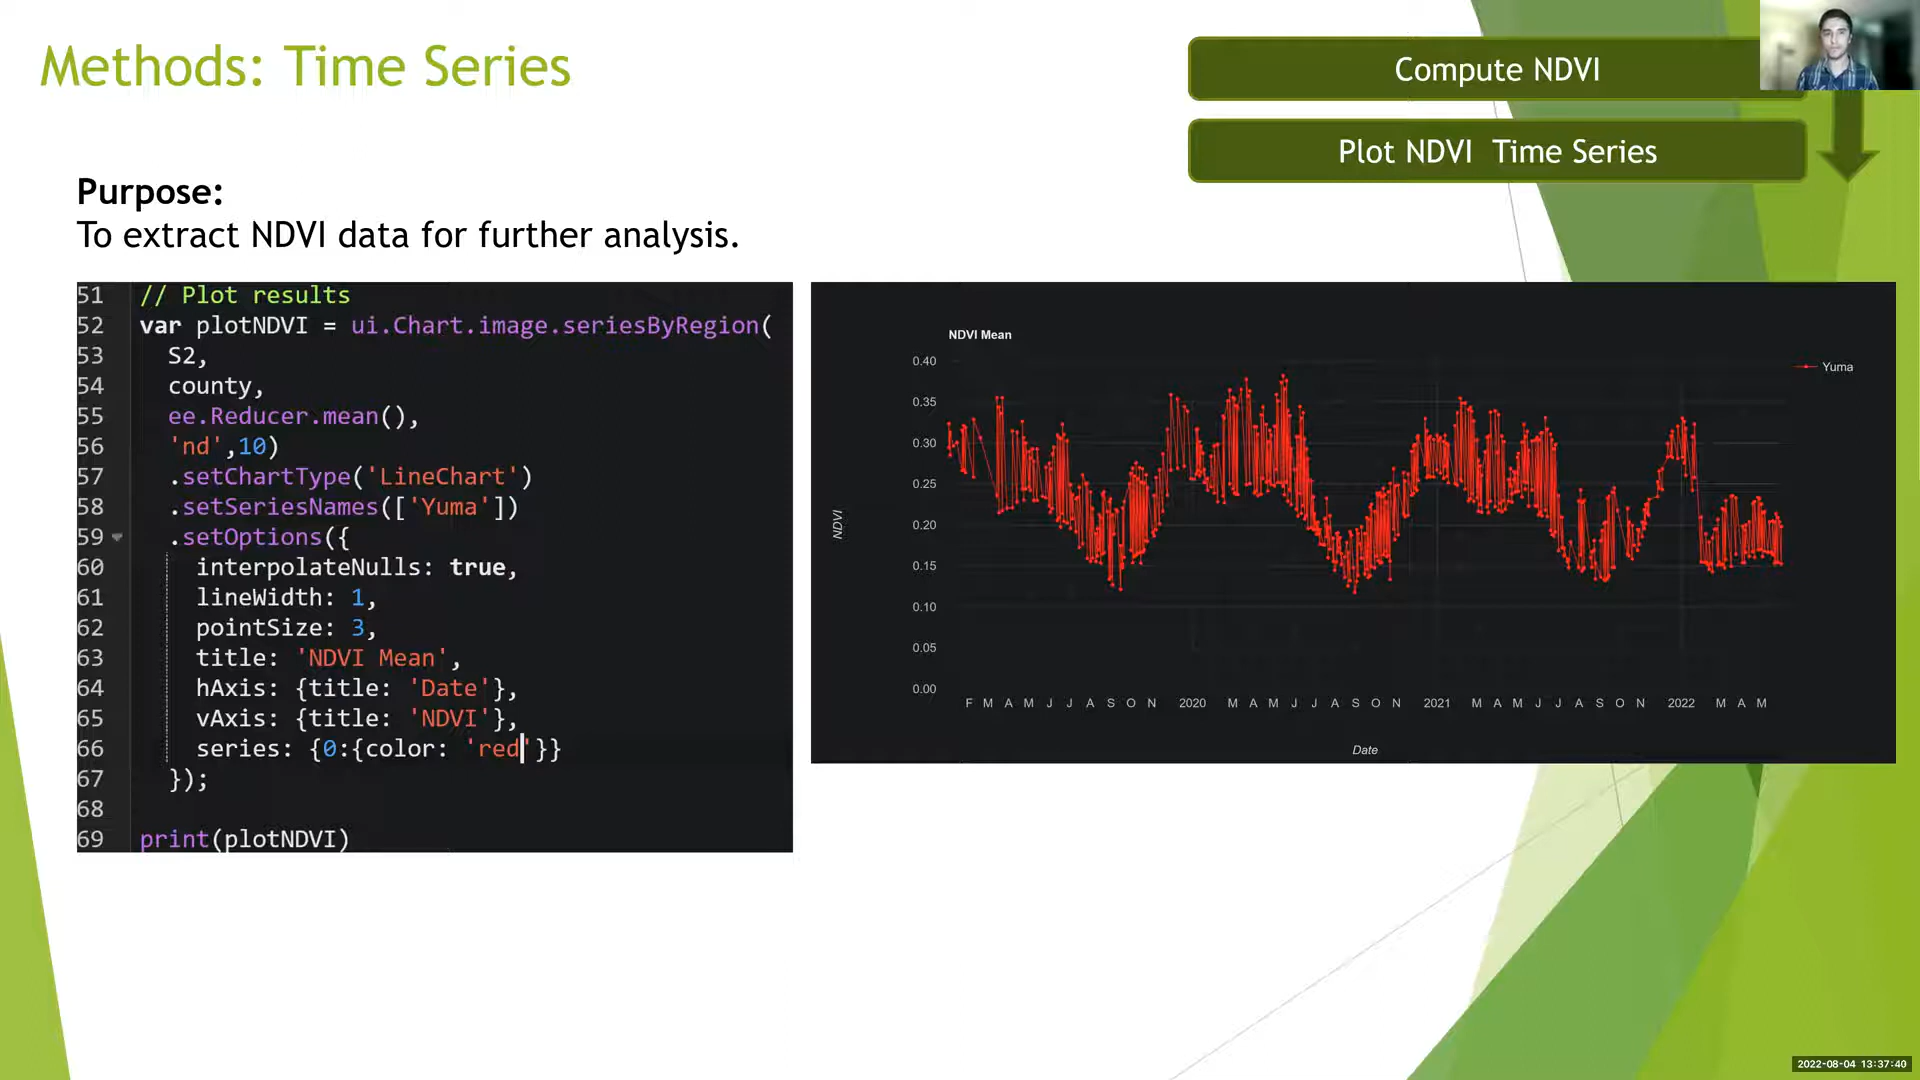 Methods: Time Series
Compute NDVI
Plot NDVI  Time Series
Purpose:
To extract NDVI data for further analysis.
51 // Plot results
52 var plotNDVI = ui.Chart.image.seriesByRegion(
53 S2,
54 county,
55 ee.Reducer.mean(),
56 'nd',10)
57 .setChartType('LineChart')
58 .setSeriesNames(['Yuma'])
59 .setOptions({
60 interpolateNulls: true,
61 lineWidth: 1,
62 pointSize: 3,
63 title: 'NDVI Mean',
64 hAxis: {title: 'Date'},
65 vAxis: {title: 'NDVI'},
66 series: {0:{color: 'red'}}
67 });
68
69 print(plotNDVI)
NDVI Mean
Yuma
NDVI
0.40
0.35
0.30
0.25
0.20
0.15
0.10
0.05
0.00
F M A M J J A S O N 2020 M A M J J A S O N 2021 M A M J J A S O N 2022 M A M
Date
2022-08-04 13:37:40